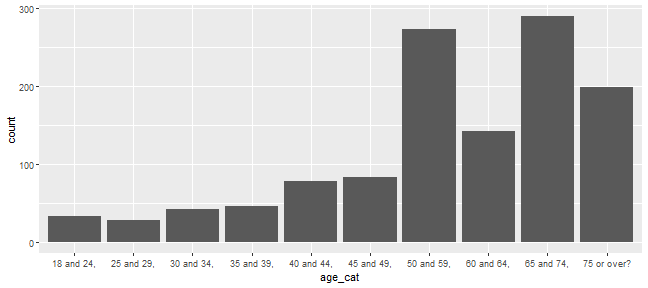 300
200
100
0
count
18 and 24, 25 and 29, 30 and 34, 35 and 39, 40 and 44, 45 and 49, 50 and 59, 60 and 64, 65 and 74, 75 or over?
age_cat